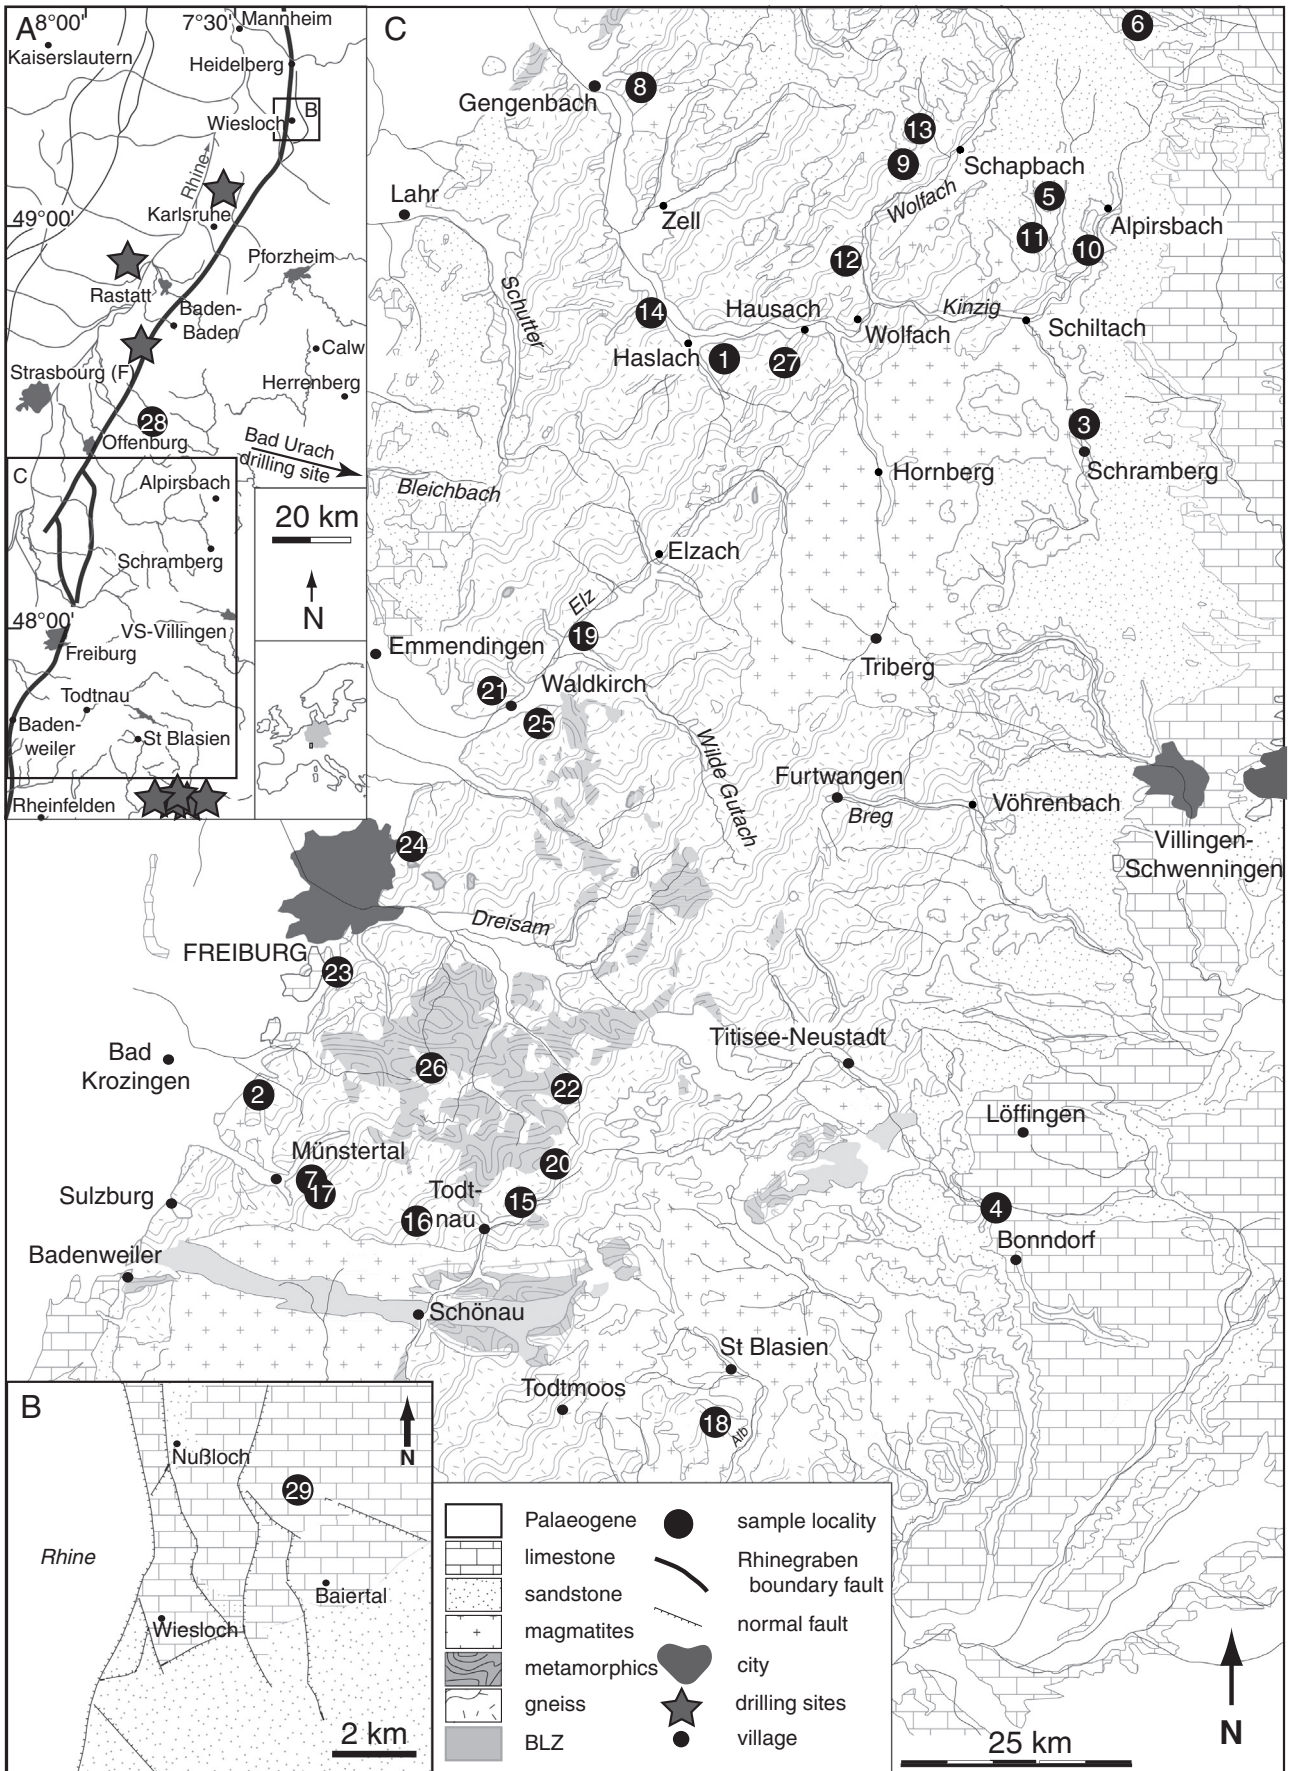 A
8°00'
7°30'
Mannheim
Kaiserslautern
Heidelberg
B
Wiesloch
Rhine
Karlsruhe
49°00'
Pforzheim
Rastatt
Baden-
Baden
Calw
Strasbourg (F)
Herrenberg
28
Offenburg
Bad Urach
drilling site
C
Alpirsbach
20 km
Schramberg
N
48°00'
VS-Villingen
Freiburg
Todtnau
Baden-
weiler
St Blasien
Rheinfelden
C
6
Gengenbach
8
13
9
Schapbach
Lahr
Wolfach
5
Zell
Alpirsbach
11
10
12
Schutter
14
Hausach
Kinzig
Wolfach
Schiltach
Haslach
1
27
3
Hornberg
Schramberg
Bleichbach
Elzach
Elz
19
Emmendingen
Triberg
21
Waldkirch
25
Wilde Gutach
Furtwangen
Breg
Vöhrenbach
Villingen-
Schwenningen
24
Dreisam
FREIBURG
23
Titisee-Neustadt
Bad
Krozingen
26
2
22
Löffingen
Münstertal
7
17
20
Sulzburg
Todt-
nau
15
16
4
Bonndorf
Badenweiler
Schönau
St Blasien
Todtmoos
18
Alb
B
N
Nußloch
29
Rhine
Baiertal
Wiesloch
2 km
Palaeogene
limestone
sandstone
magmatites
metamorphics
gneiss
BLZ
sample locality
Rhinegraben
boundary fault
normal fault
city
drilling sites
village
25 km
N